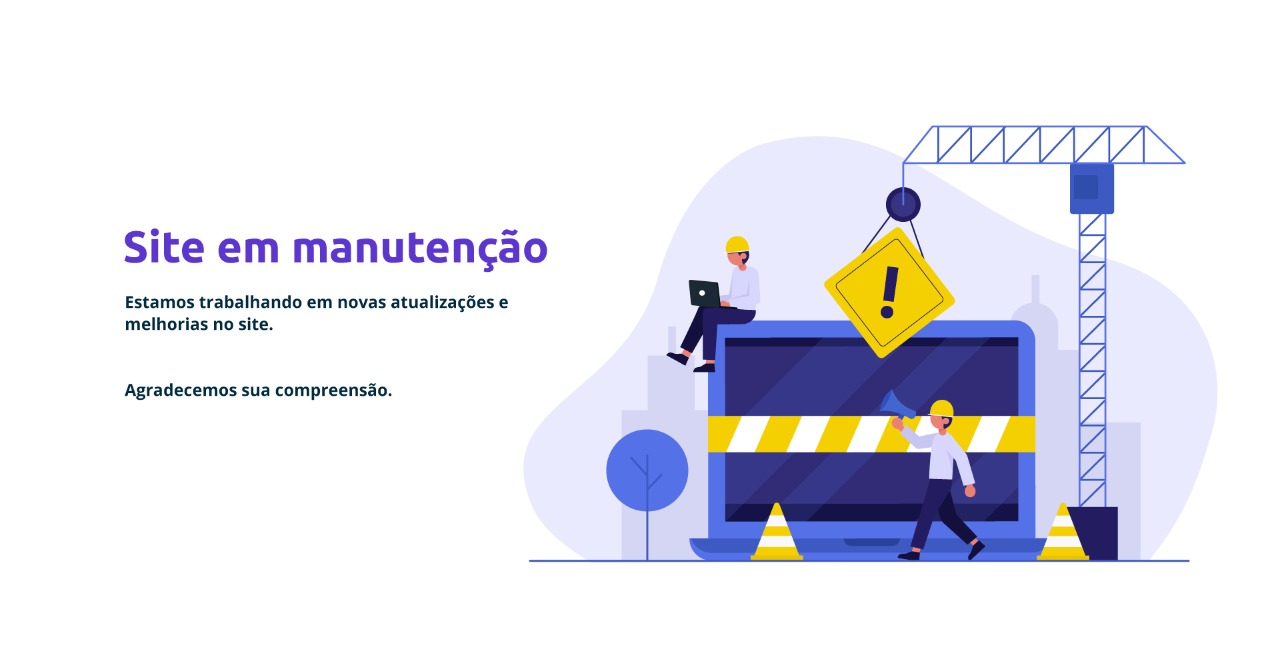 Site em manutenção
Estamos trabalhando em novas atualizações e
melhorias no site.
Agradecemos sua compreensão.
!